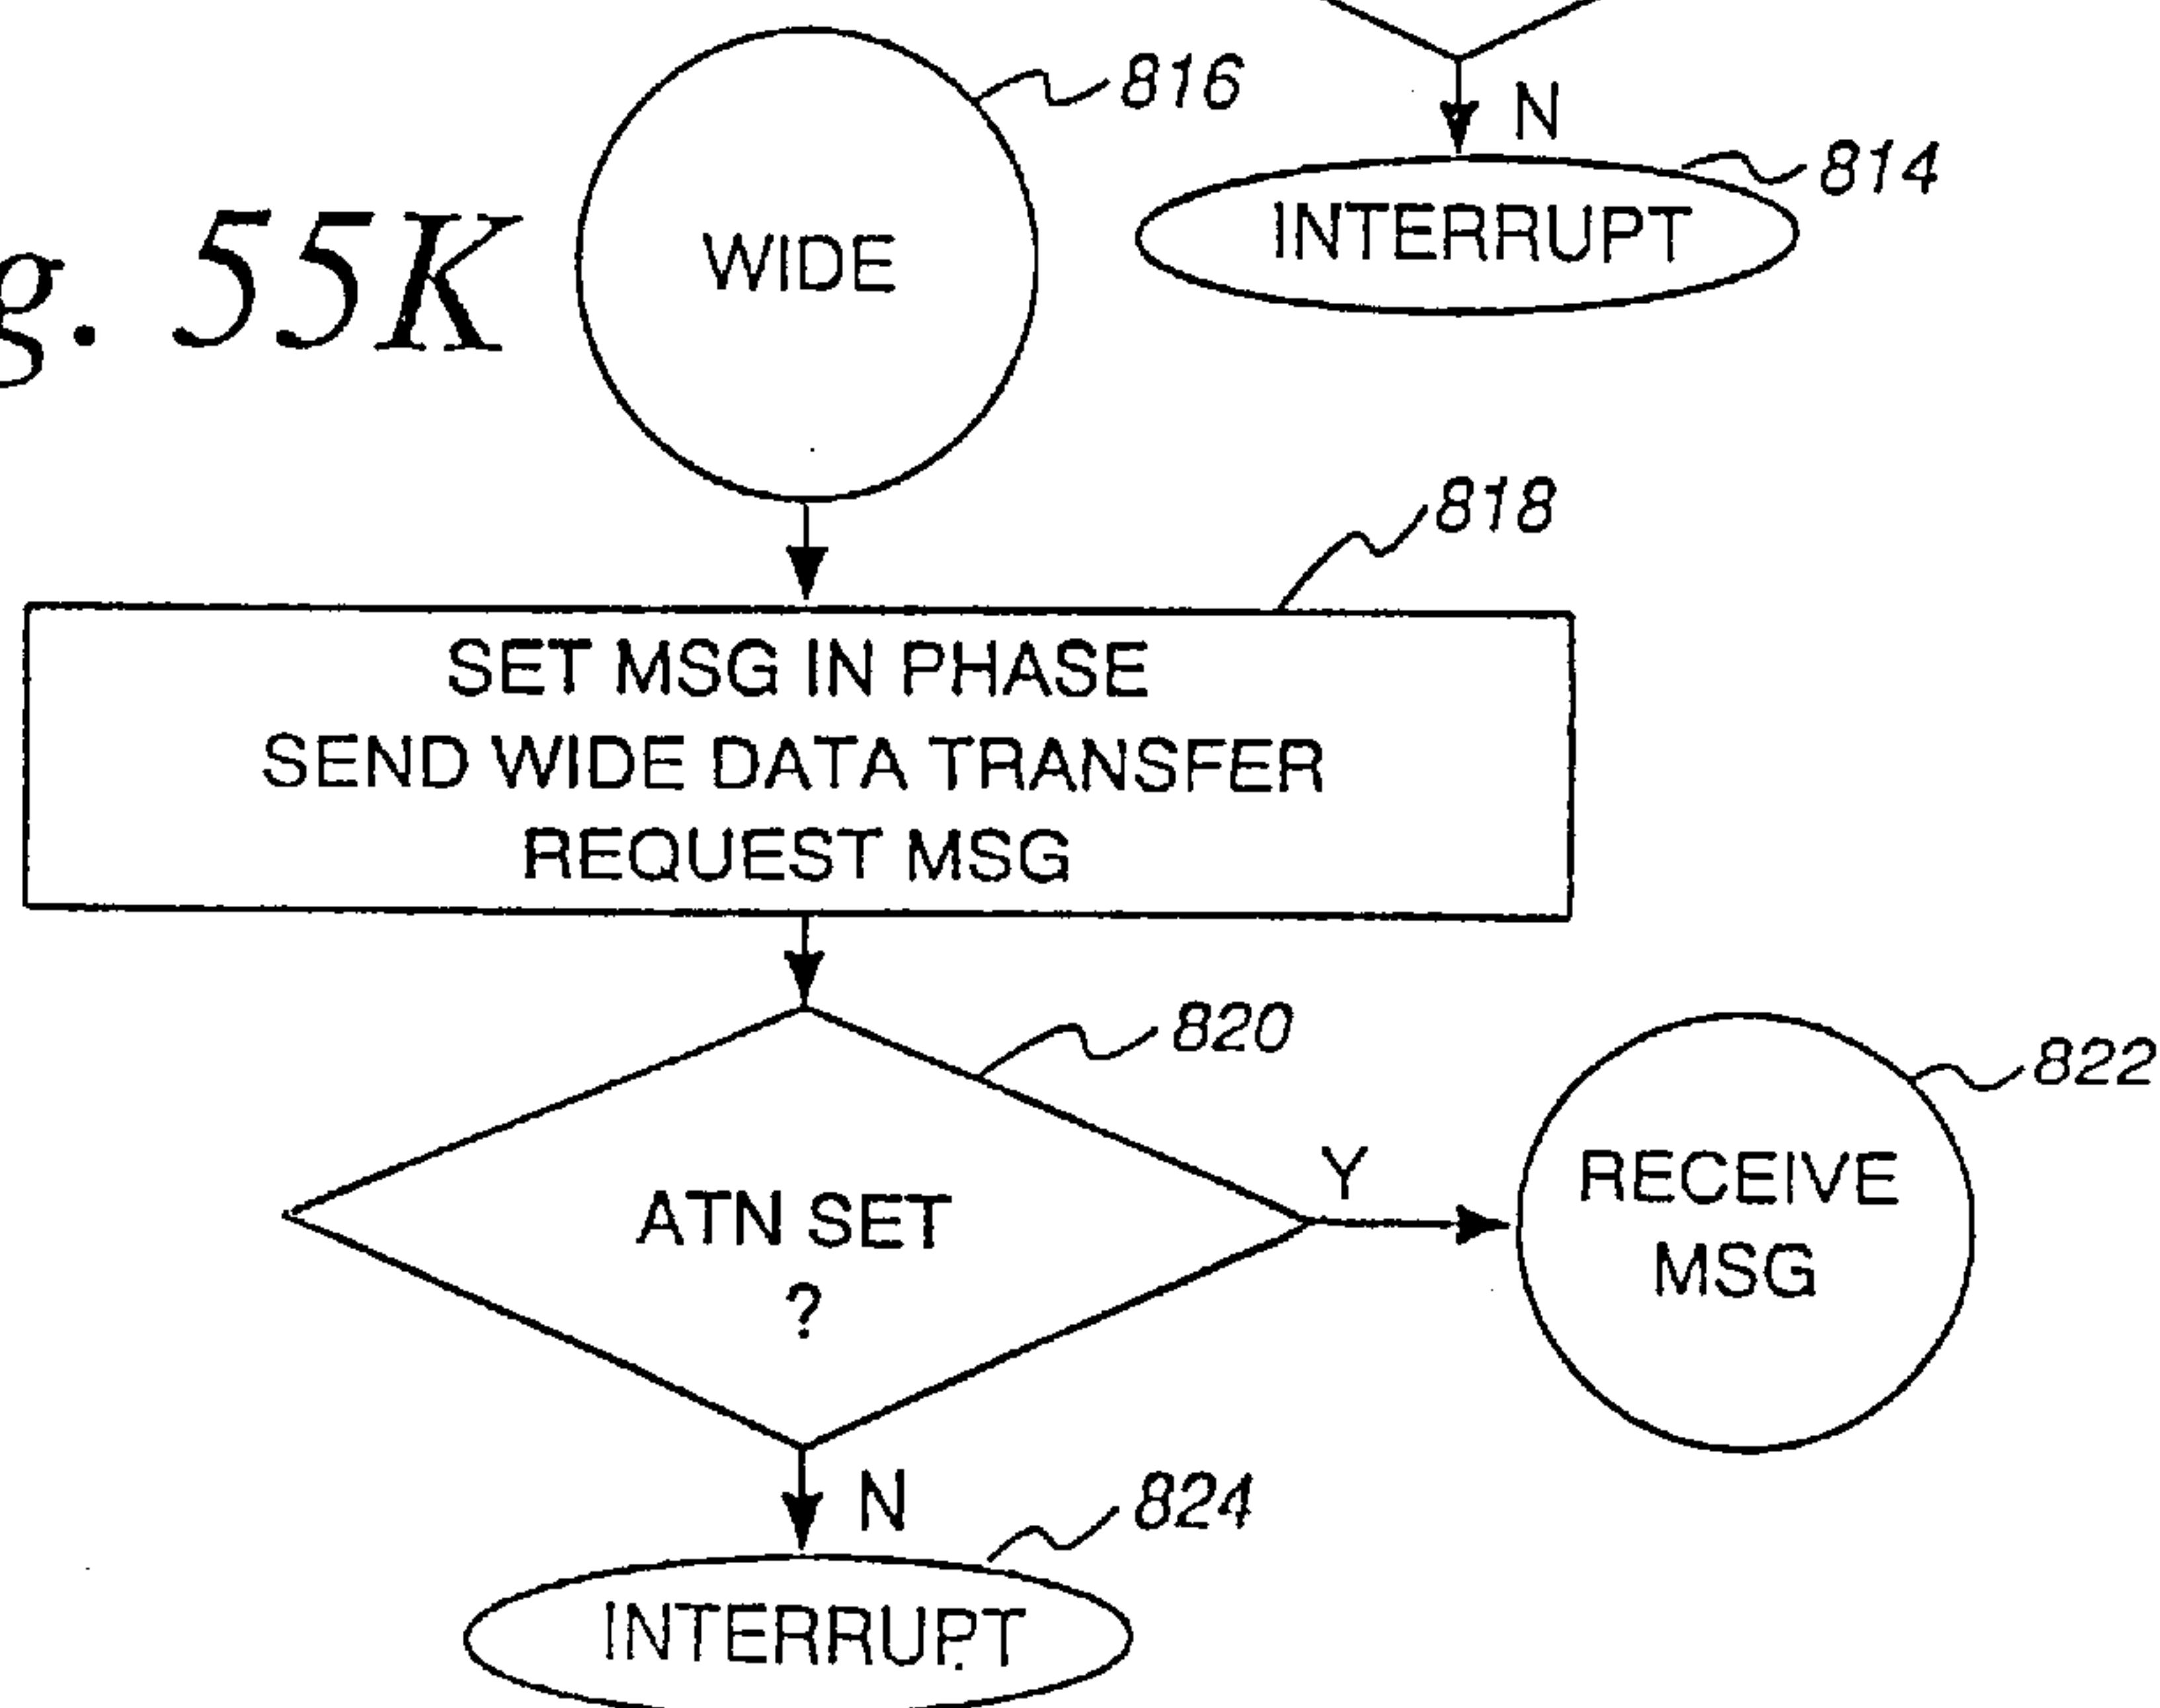 816
N
814
INTERRUPT
g. 55K
WIDE
818
SET MSG IN PHASE
SEND WIDE DATA TRANSFER
REQUEST MSG
820
822
ATN SET
?
Y
RECEIVE
MSG
N
824
INTERRUPT